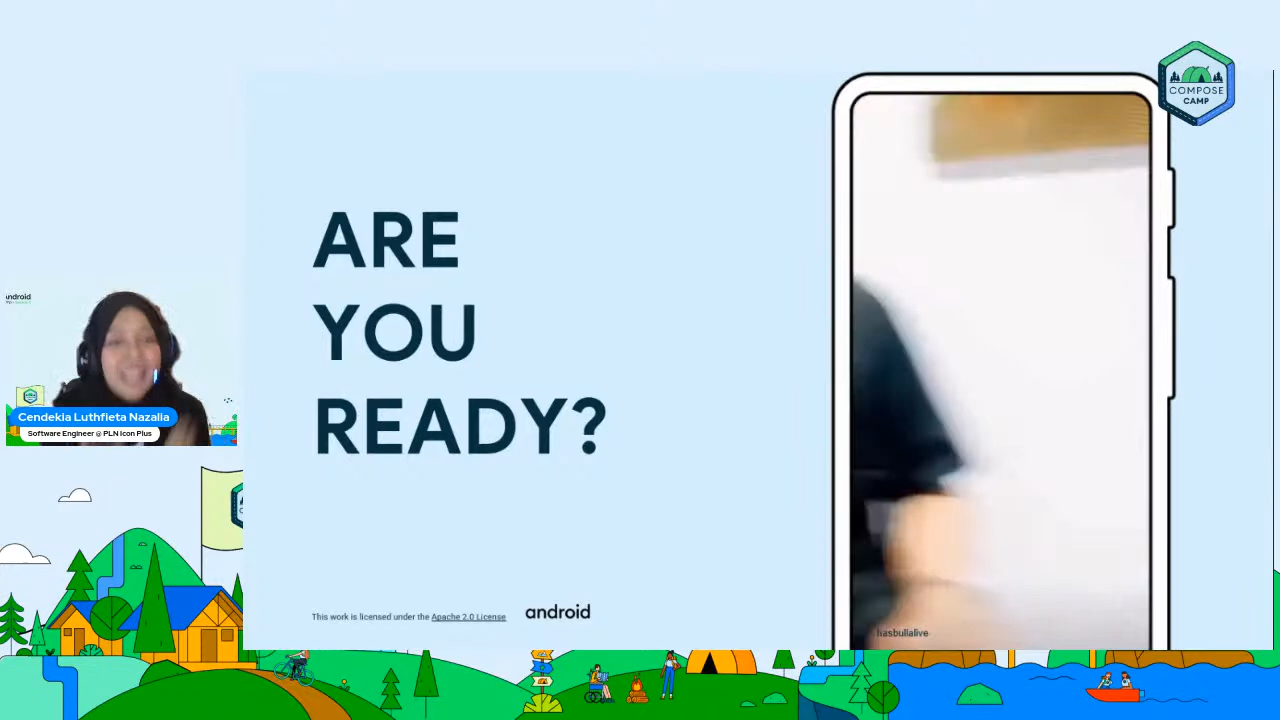 COMPOSE
CAMP
ARE
YOU
READY?
android
Cendekia Luthfieta Nazalia
Software Engineer @ PLN Icon Plus
This work is licensed under the Apache 2.0 License
android
hasbullalive